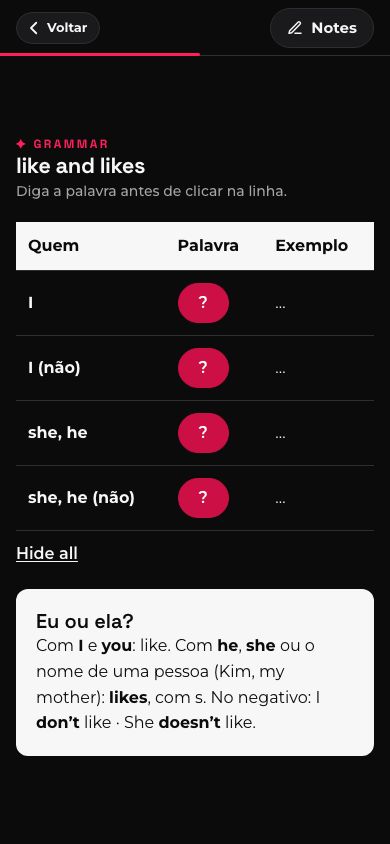 Voltar
Notes
GRAMMAR
like and likes
Diga a palavra antes de clicar na linha.
Quem Palavra Exemplo
I ? ...
I (não) ? ...
she, he ? ...
she, he (não) ? ...
Hide all
Eu ou ela?
Com I e you: like. Com he, she ou o
nome de uma pessoa (Kim, my
mother): likes, com s. No negativo: I
don’t like · She doesn’t like.